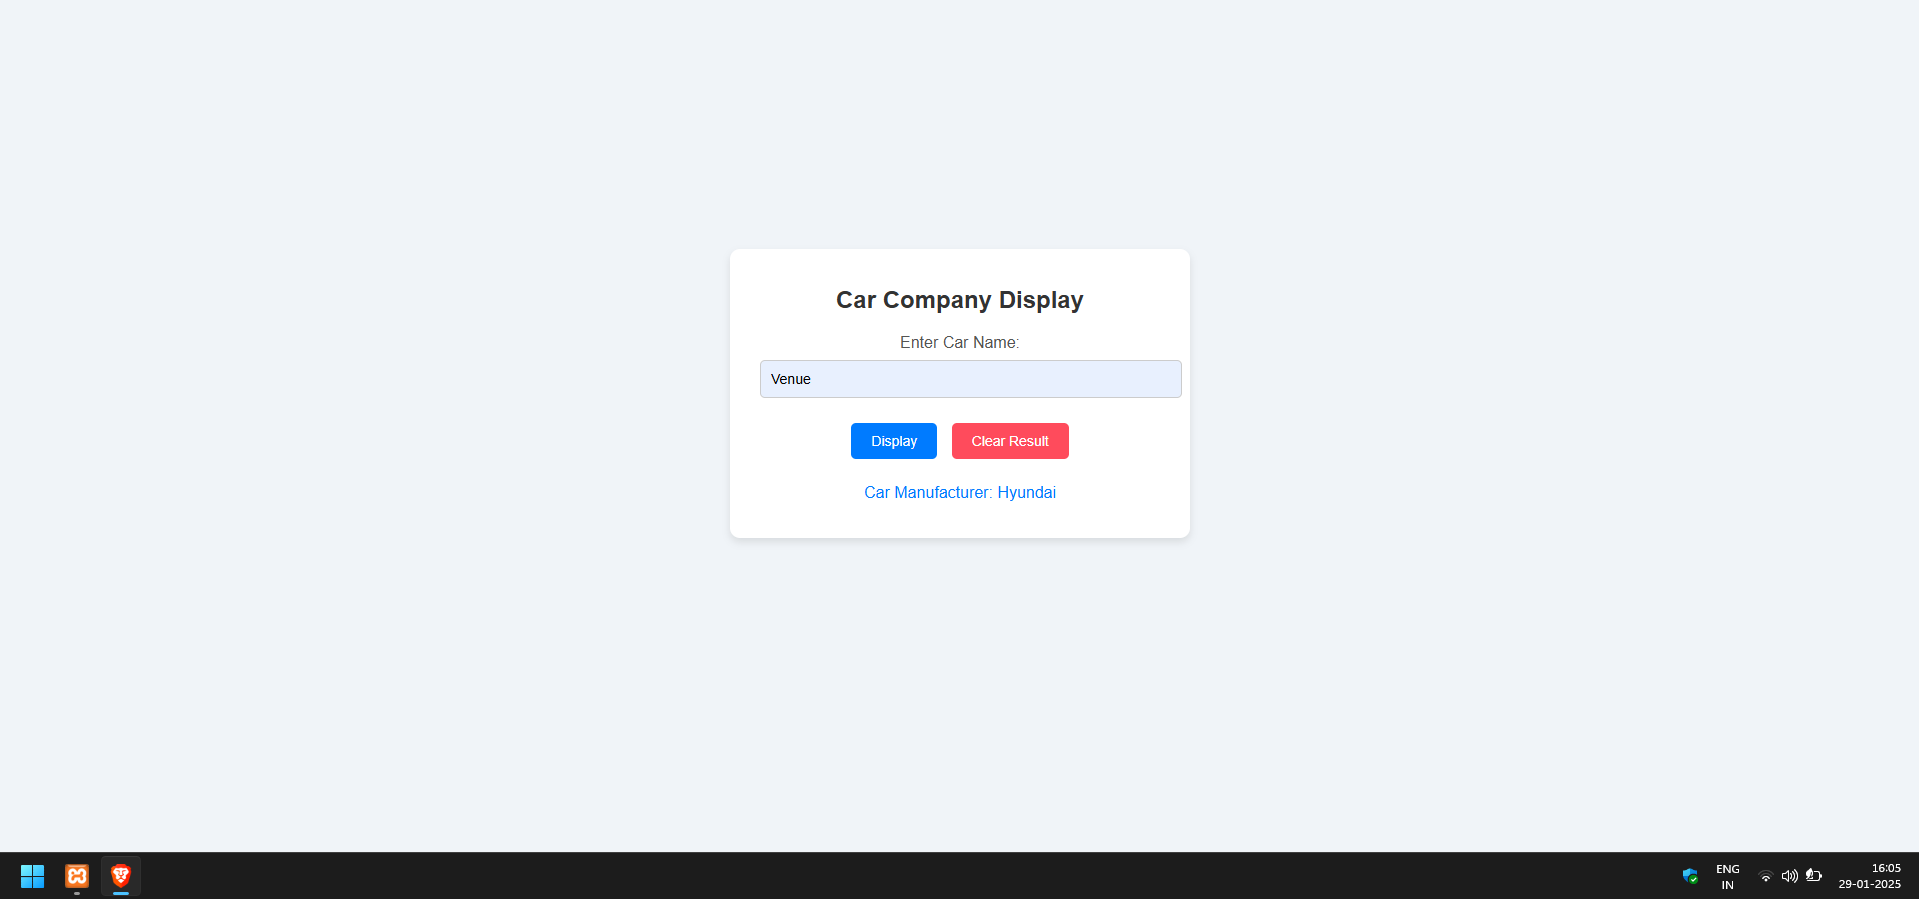 Car Company Display
Enter Car Name:
Venue
Display Clear Result
Car Manufacturer: Hyundai
ENG
IN
16:05
29-01-2025